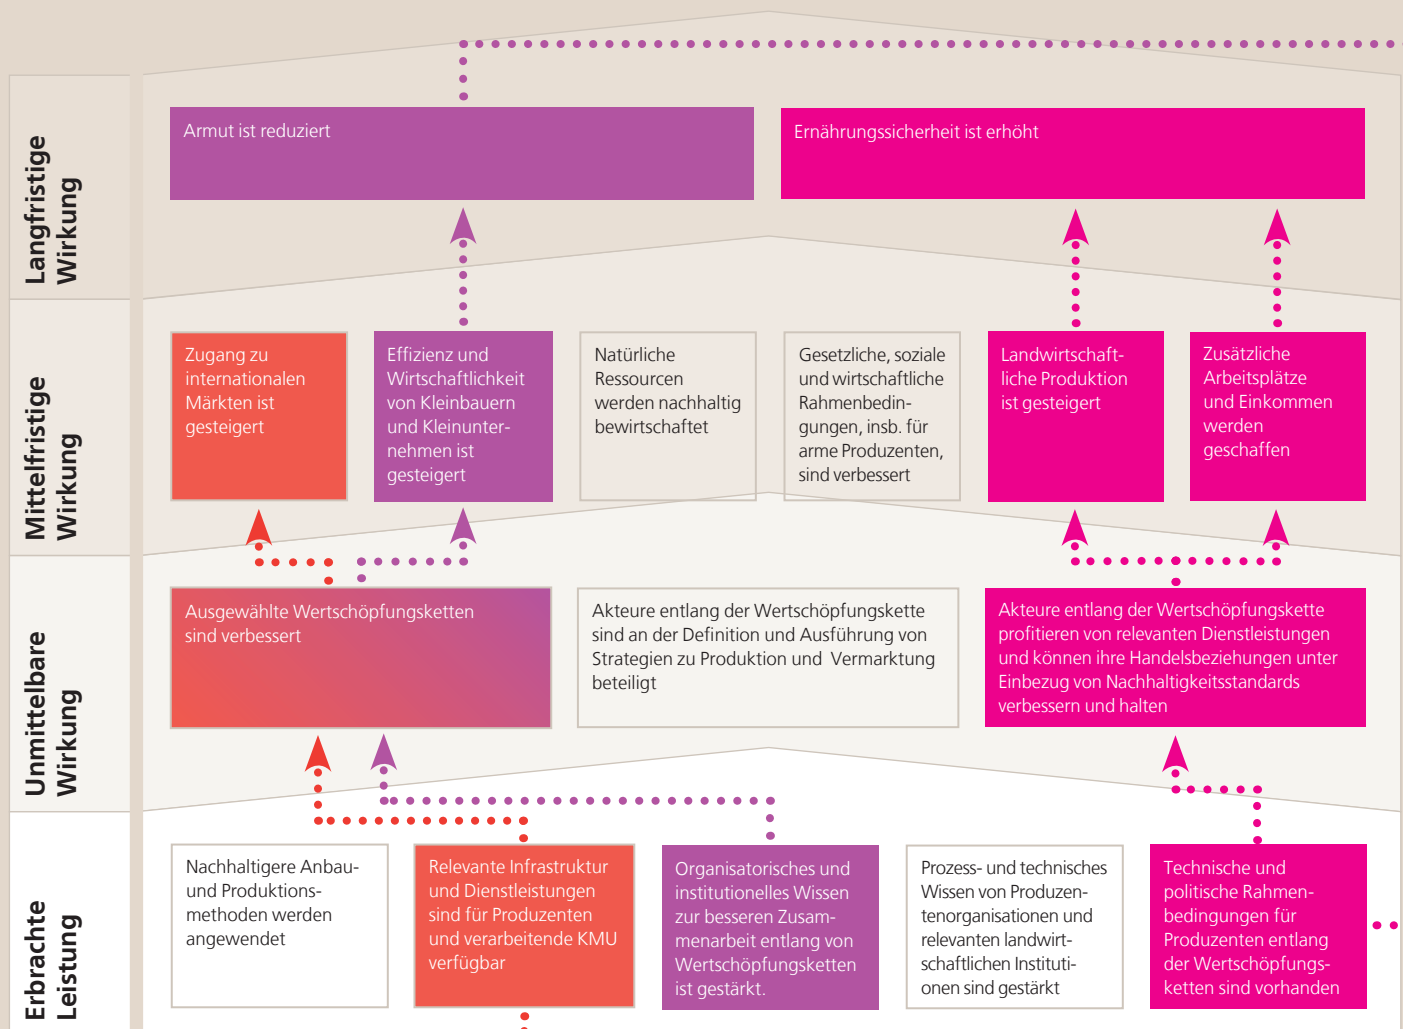 Langfristige
Wirkung
Armut ist reduziert
Ernährungssicherheit ist erhöht
Mittelfristige
Wirkung
Zugang zu
internationalen
Märkten ist
gesteigert
Effizienz und
Wirtschaftlichkeit
von Kleinbauern
und Kleinunter-
nehmen ist
gesteigert
Natürliche
Ressourcen
werden nachhaltig
bewirtschaftet
Gesetzliche, soziale
und wirtschaftliche
Rahmenbedin-
gungen, insb. für
arme Produzenten,
sind verbessert
Landwirtschaft-
liche Produktion
ist gesteigert
Zusätzliche
Arbeitsplätze
und Einkommen
werden
geschaffen
Unmittelbare
Wirkung
Ausgewählte Wertschöpfungsketten
sind verbessert
Akteure entlang der Wertschöpfungskette
sind an der Definition und Ausführung von
Strategien zu Produktion und Vermarktung
beteiligt
Akteure entlang der Wertschöpfungskette
profitieren von relevanten Dienstleistungen
und können ihre Handelsbeziehungen unter
Einbezug von Nachhaltigkeitsstandards
verbessern und halten
Erbrachte
Leistung
Nachhaltigere Anbau-
und Produktions-
methoden werden
angewendet
Relevante Infrastruktur
und Dienstleistungen
sind für Produzenten
und verarbeitende KMU
verfügbar
Organisatorisches und
institutionelles Wissen
zur besseren Zusam-
menarbeit entlang von
Wertschöpfungsketten
ist gestärkt.
Prozess- und technisches
Wissen von Produzen-
tenorganisationen und
relevanten landwirt-
schaftlichen Instituti-
onen sind gestärkt
Technische und
politische Rahmen-
bedingungen für
Produzenten entlang
der Wertschöpfungs-
ketten sind vorhanden